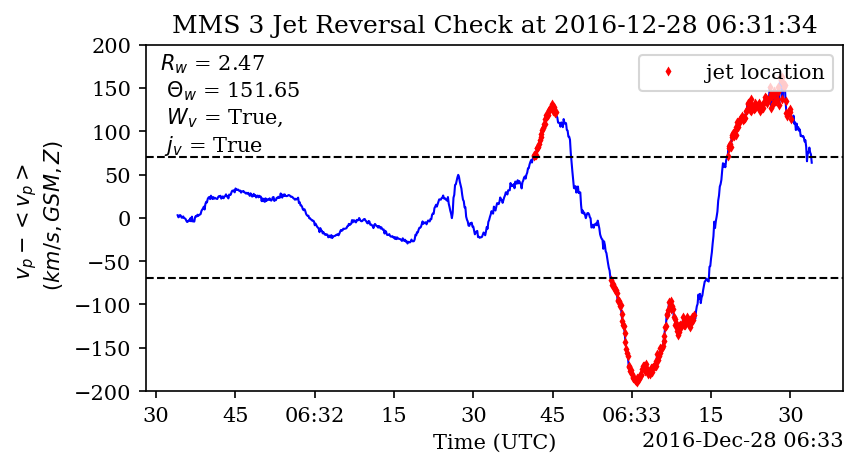 MMS 3 Jet Reversal Check at 2016-12-28 06:31:34
R_w = 2.47
Θ_w = 151.65
W_v = True,
j_v = True
jet location
v_p − <v_p>
(km/s, GSM, Z)
200
150
100
50
0
−50
−100
−150
−200
30 45 06:32 15 30 45 06:33 15 30
Time (UTC)
2016-Dec-28 06:33